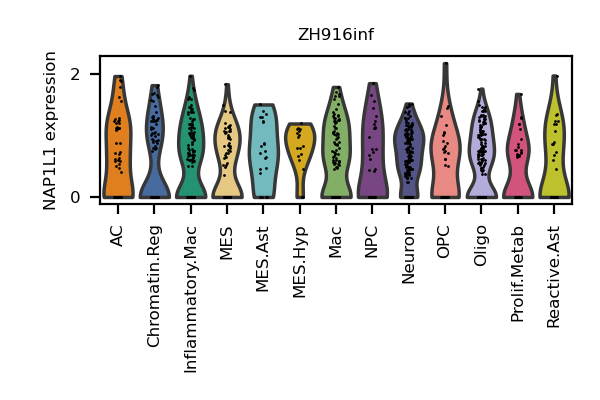 ZH916inf
NAP1L1 expression
2
0
AC
Chromatin.Reg
Inflammatory.Mac
MES
MES.Ast
MES.Hyp
Mac
NPC
Neuron
OPC
Oligo
Prolif.Metab
Reactive.Ast